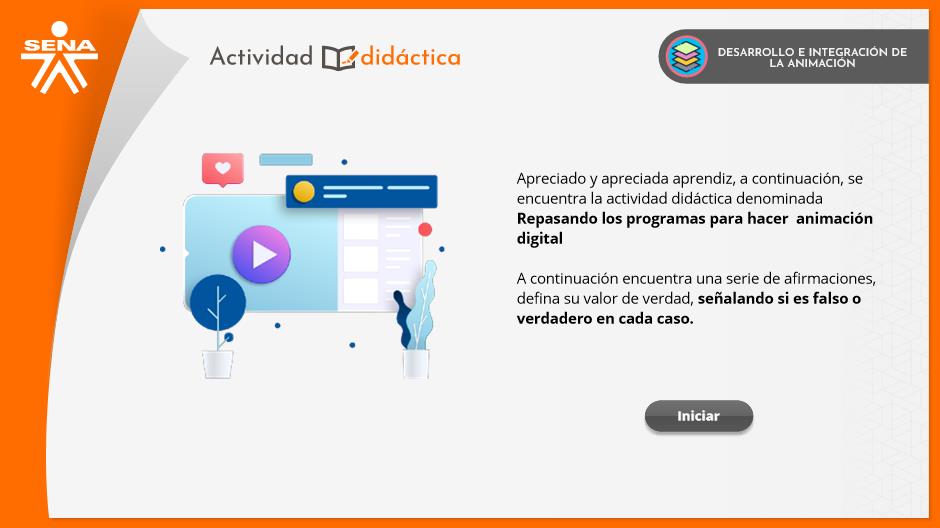 SENA
Actividad didáctica
DESARROLLO E INTEGRACIÓN DE
LA ANIMACIÓN
Apreciado y apreciada aprendiz, a continuación, se
encuentra la actividad didáctica denominada
Repasando los programas para hacer animación
digital
A continuación encuentra una serie de afirmaciones,
defina su valor de verdad, señalando si es falso o
verdadero en cada caso.
Iniciar